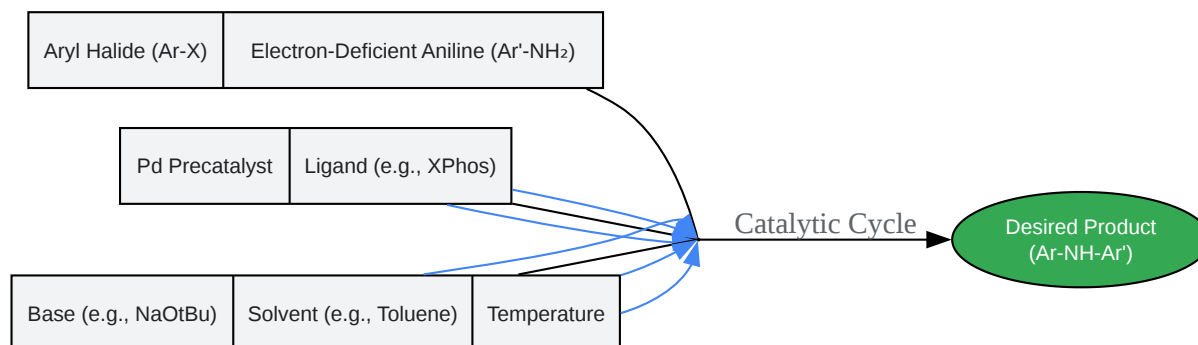 Aryl Halide (Ar-X)
Electron-Deficient Aniline (Ar'-NH₂)
Pd Precatalyst
Ligand (e.g., XPhos)
Catalytic Cycle
Desired Product
(Ar-NH-Ar')
Base (e.g., NaOtBu)
Solvent (e.g., Toluene)
Temperature